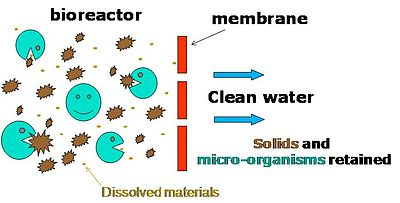 bioreactor
membrane
Clean water
Solids and
micro-organisms retained
Dissolved materials